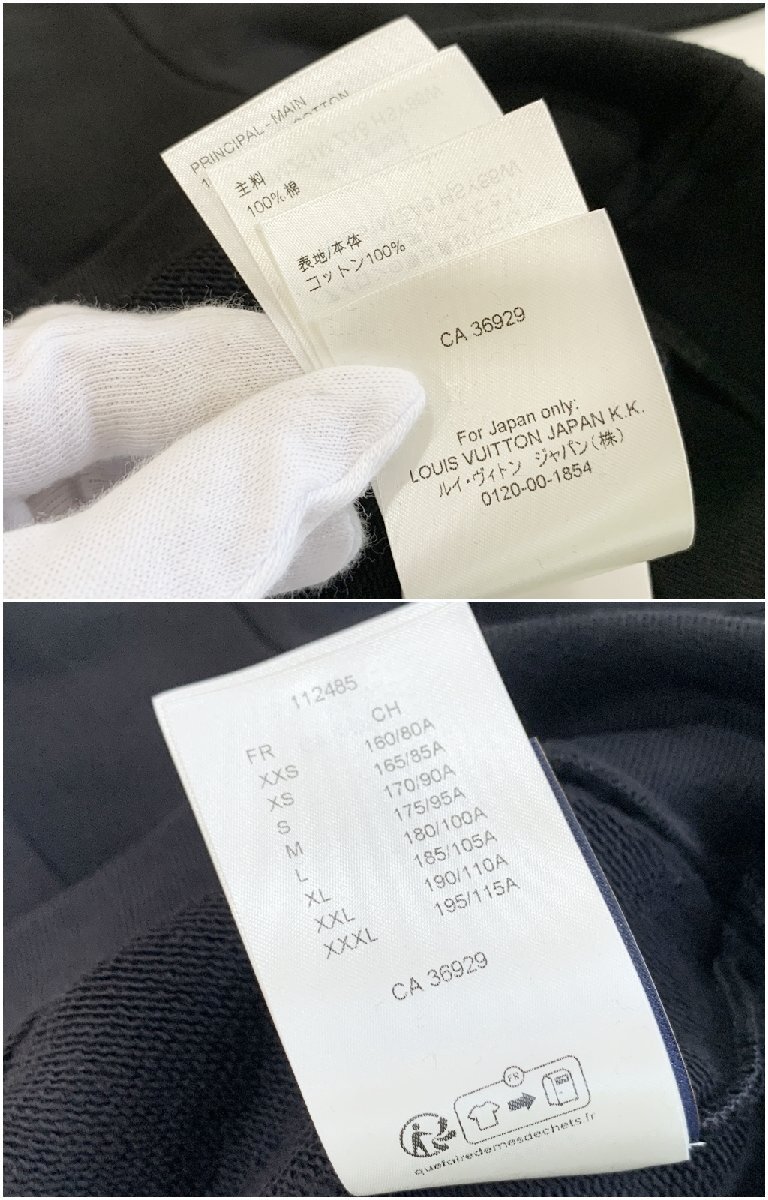 PRINCIPAL - MAIN
COTTON
主料
100%棉
表地/本体
コットン100%
CA 36929
For Japan only:
LOUIS VUITTON JAPAN K.K.
ルイ・ヴィトン ジャパン(株)
0120-00-1854
112485
FR CH
XXS 160/80A
XS 165/85A
S 170/90A
M 175/95A
L 180/100A
XL 185/105A
XXL 190/110A
XXXL 195/115A
CA 36929
FR
quefairedemesdechets.fr